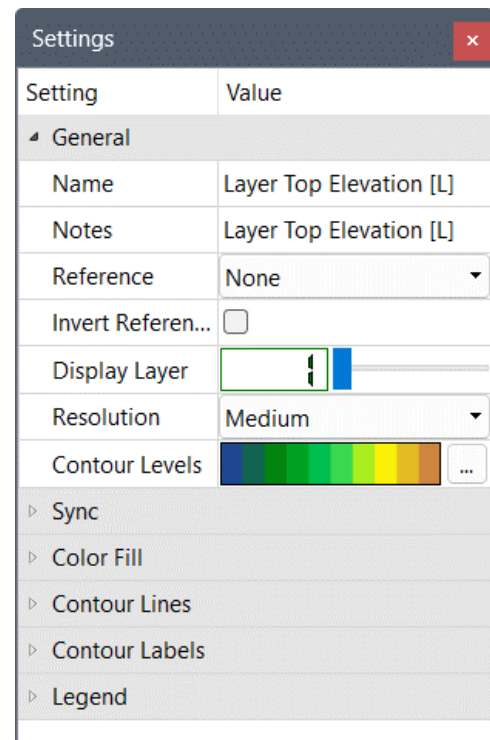 Settings
Setting Value
General
Name Layer Top Elevation [L]
Notes Layer Top Elevation [L]
Reference None
Invert Referen...
Display Layer 1
Resolution Medium
Contour Levels ...
Sync
Color Fill
Contour Lines
Contour Labels
Legend